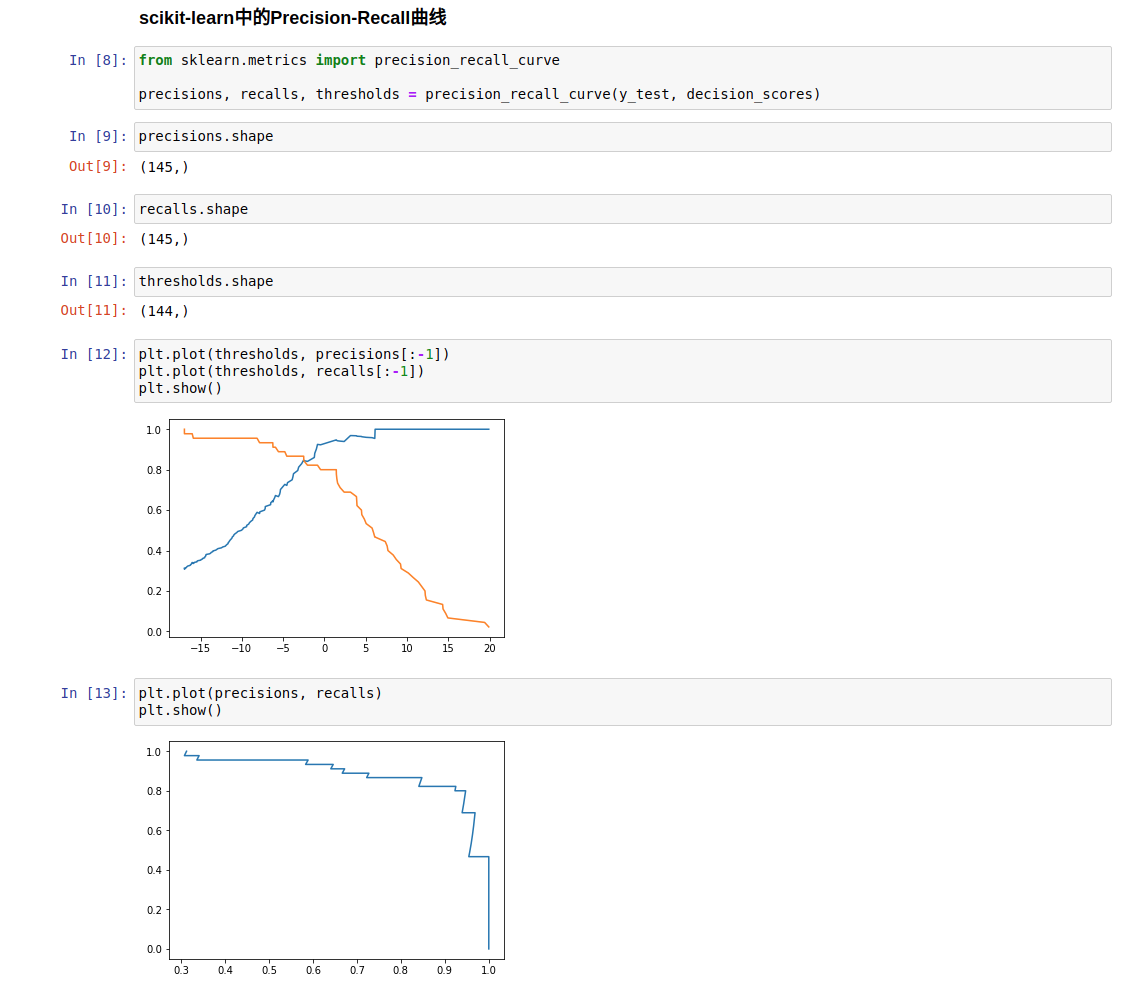 scikit-learn中的Precision-Recall曲线
In [8]: from sklearn.metrics import precision_recall_curve
precisions, recalls, thresholds = precision_recall_curve(y_test, decision_scores)
In [9]: precisions.shape
Out[9]: (145,)
In [10]: recalls.shape
Out[10]: (145,)
In [11]: thresholds.shape
Out[11]: (144,)
In [12]: plt.plot(thresholds, precisions[:-1])
plt.plot(thresholds, recalls[:-1])
plt.show()
1.0
0.8
0.6
0.4
0.2
0.0
−15 −10 −5 0 5 10 15 20
In [13]: plt.plot(precisions, recalls)
plt.show()
1.0
0.8
0.6
0.4
0.2
0.0
0.3 0.4 0.5 0.6 0.7 0.8 0.9 1.0